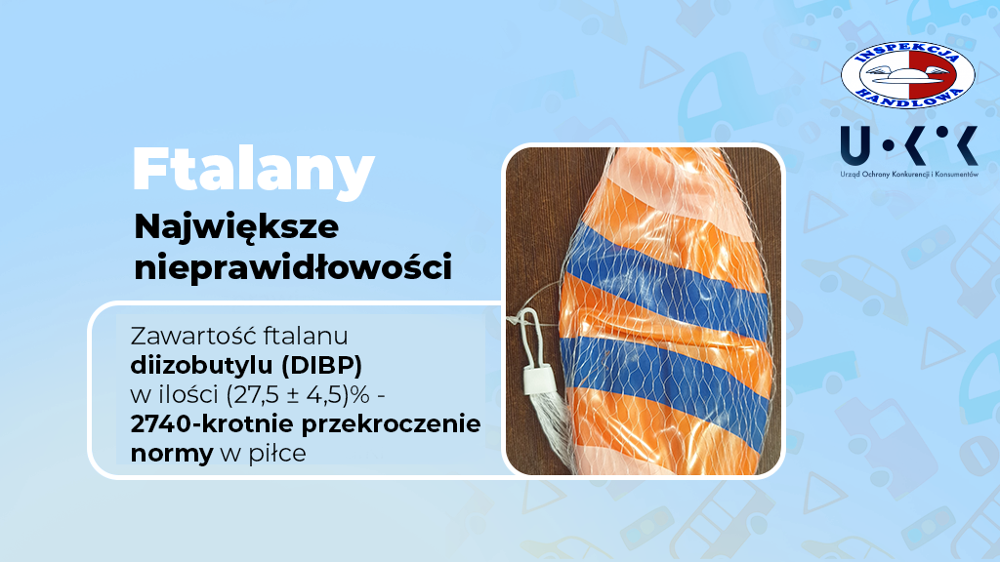 INSPEKCJA
HANDLOWA
U·K·K
Urząd Ochrony Konkurencji i Konsumentów
Ftalany
Największe
nieprawidłowości
Zawartość ftalanu
diizobutylu (DIBP)
w ilości (27,5 ± 4,5)% -
2740-krotnie przekroczenie
normy w piłce